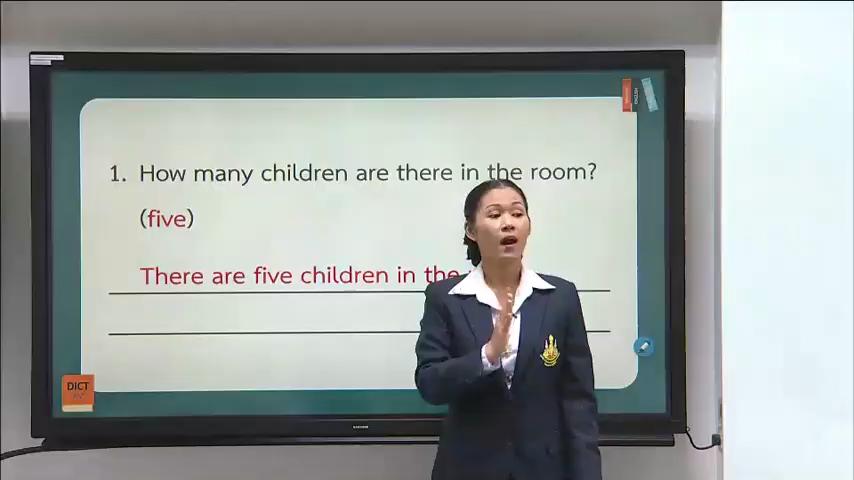 1. How many children are there in the room?
(five)
There are five children in the
DICT